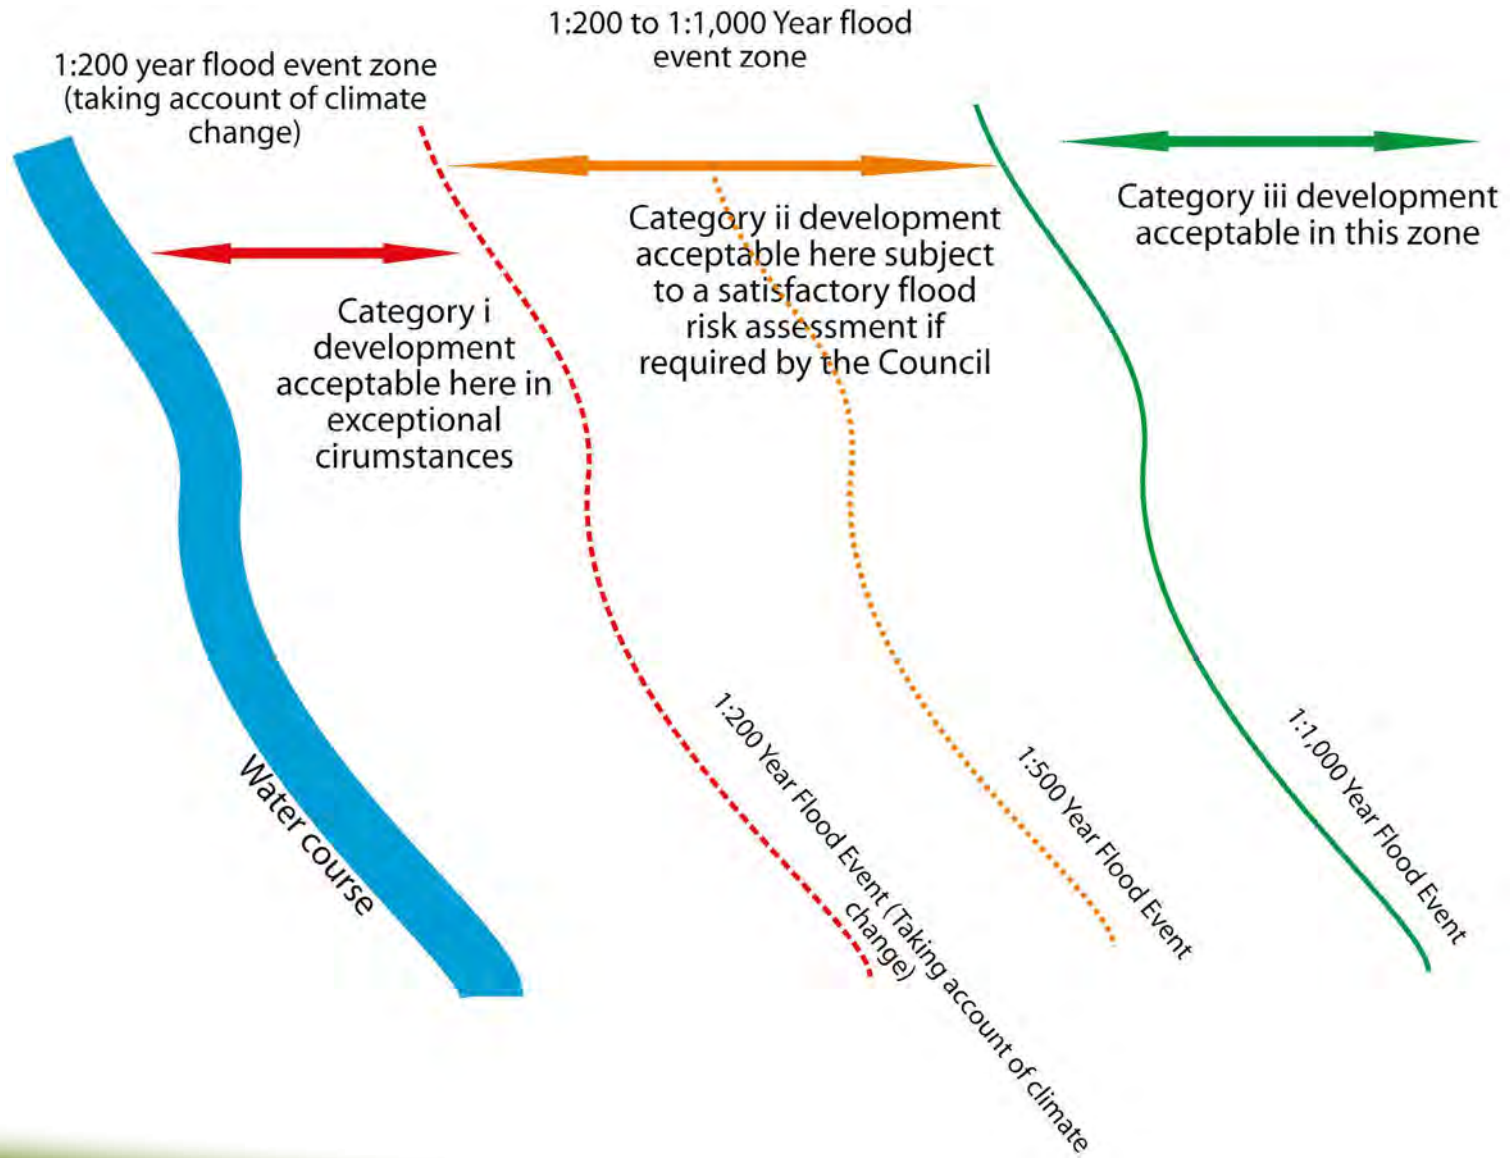 1:200 to 1:1,000 Year flood
event zone
1:200 year flood event zone
(taking account of climate
change)
Category iii development
acceptable in this zone
Category ii development
acceptable here subject
to a satisfactory flood
risk assessment if
required by the Council
Category i
development
acceptable here in
exceptional
cirumstances
Water course
1:200 Year Flood Event (Taking account of climate
change)
1:500 Year Flood Event
1:1,000 Year Flood Event